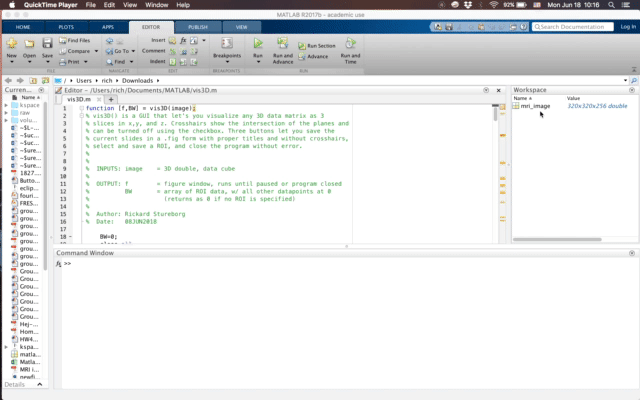 QuickTime Player File Edit View Window Help 92% Mon Jun 18 10:16
MATLAB R2017b - academic use
HOME PLOTS APPS EDITOR PUBLISH VIEW Search Documentation Log In
New Open Save Find Files Compare Print Go To Find Insert Comment Indent Breakpoints Run Run and Advance Run Section Advance Run and Time
FILE NAVIGATE EDIT BREAKPOINTS RUN
/ Users rich Downloads
Curren... Editor - /Users/rich/Documents/MATLAB/vis3D.m Workspace
Name vis3D.m Name Value
kspace
raw
volu...
mri_image 320x320x256 double
1 function [f,BW] = vis3D(image);
2 % vis3D() is a GUI that let's you visualize any 3D data matrix as 3
3 % slices in x,y, and z. Crosshairs show the intersection of the planes and
4 % can be turned off using the checkbox. Three buttons let you save the
5 % current slides in a .fig form with proper titles and without crosshairs,
6 % select and save a ROI, and close the program without error.
7 %
8 %
9 % INPUTS: image = 3D double, data cube
10 %
11 % OUTPUT: f = figure window, runs until paused or program closed
12 % BW = array of ROI data, w/ all other datapoints at 0
13 % (returns as 0 if no ROI is specified)
14 %
15 % Author: Rickard Stureborg
16 % Date: 08JUN2018
17
18 BW=0;
~SL-...
~Suc...
~Suc...
~Sure...
~Sure...
~Sure...
1827...
Butto...
eclip...
fouri...
FRES...
grou...
grou...
grou...
grou...
grou...
grou...
Grou...
Grou...
Grou...
Grou...
Grou...
Grou...
Hej-...
Hom...
HW4...
kspa...
matla...
Matla...
MRI i...
Command Window
fx >>
Details